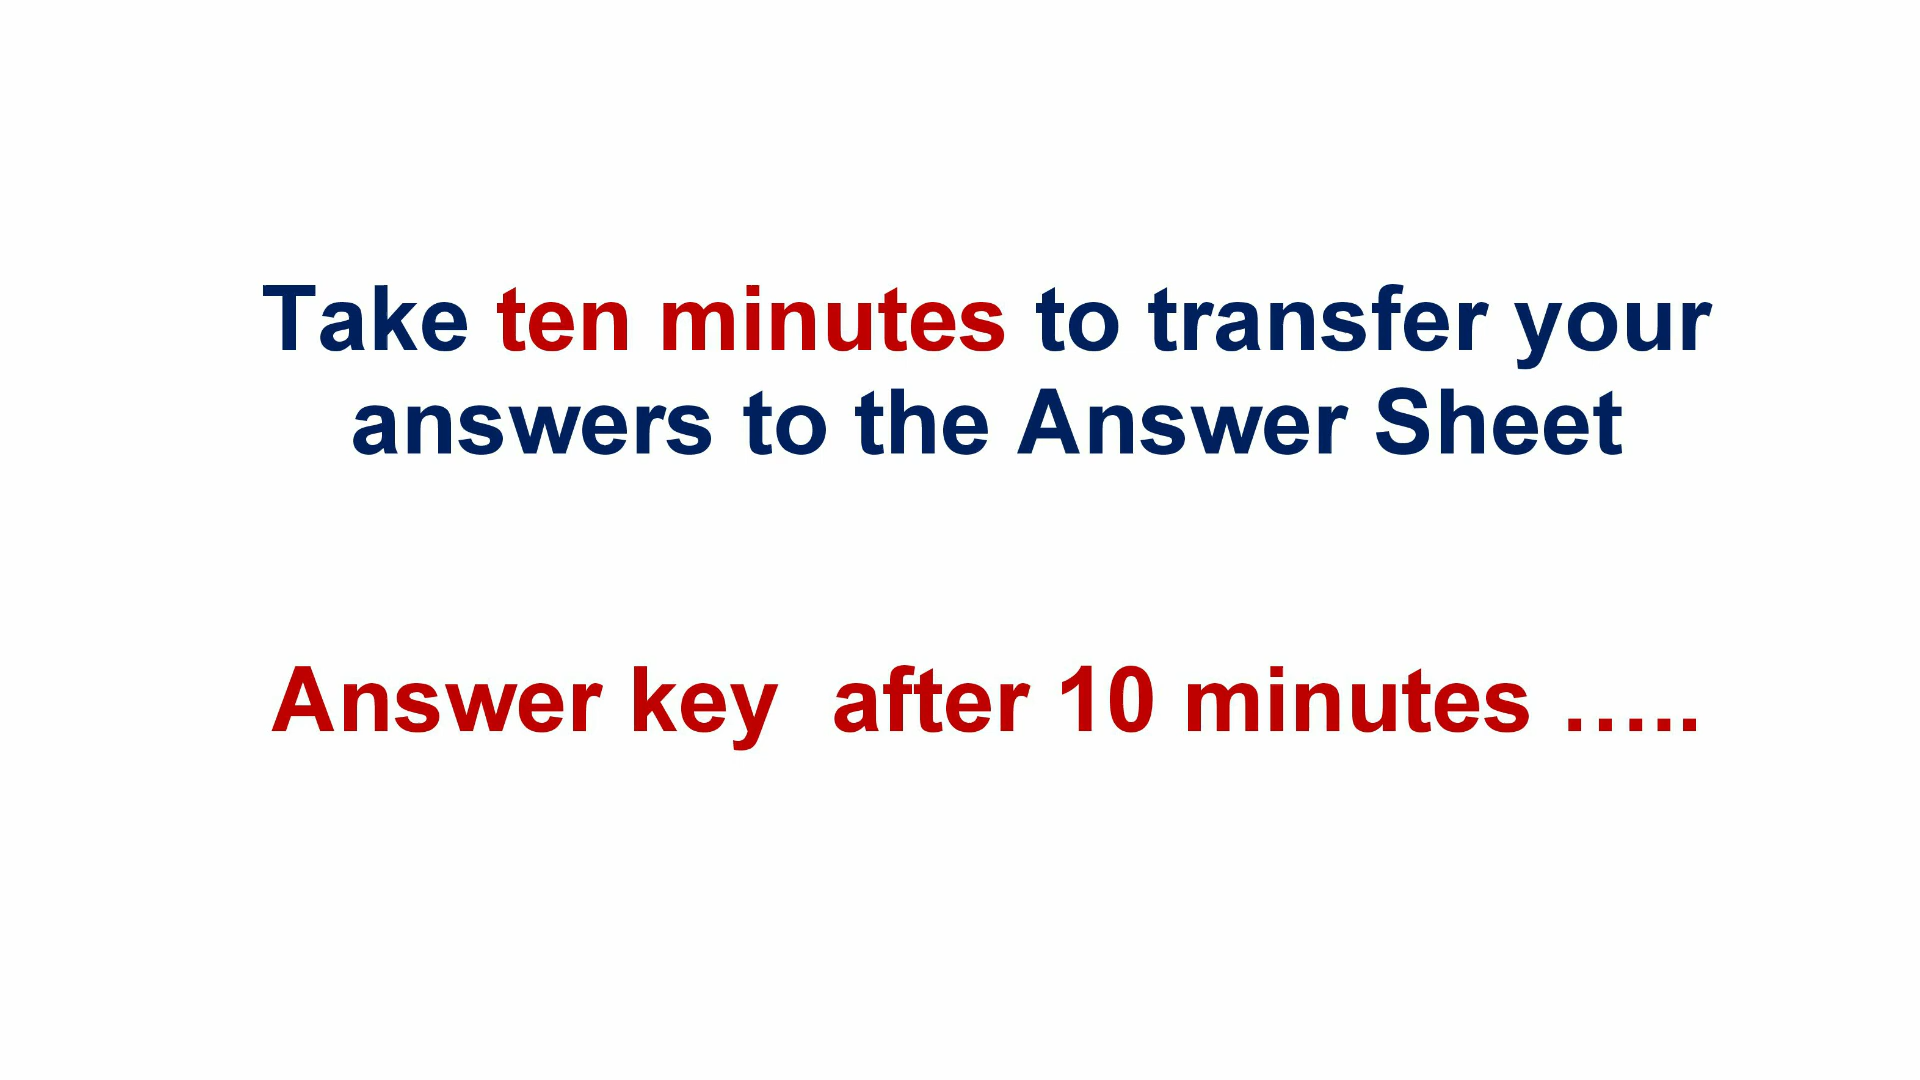 Take ten minutes to transfer your
answers to the Answer Sheet
Answer key  after 10 minutes …..